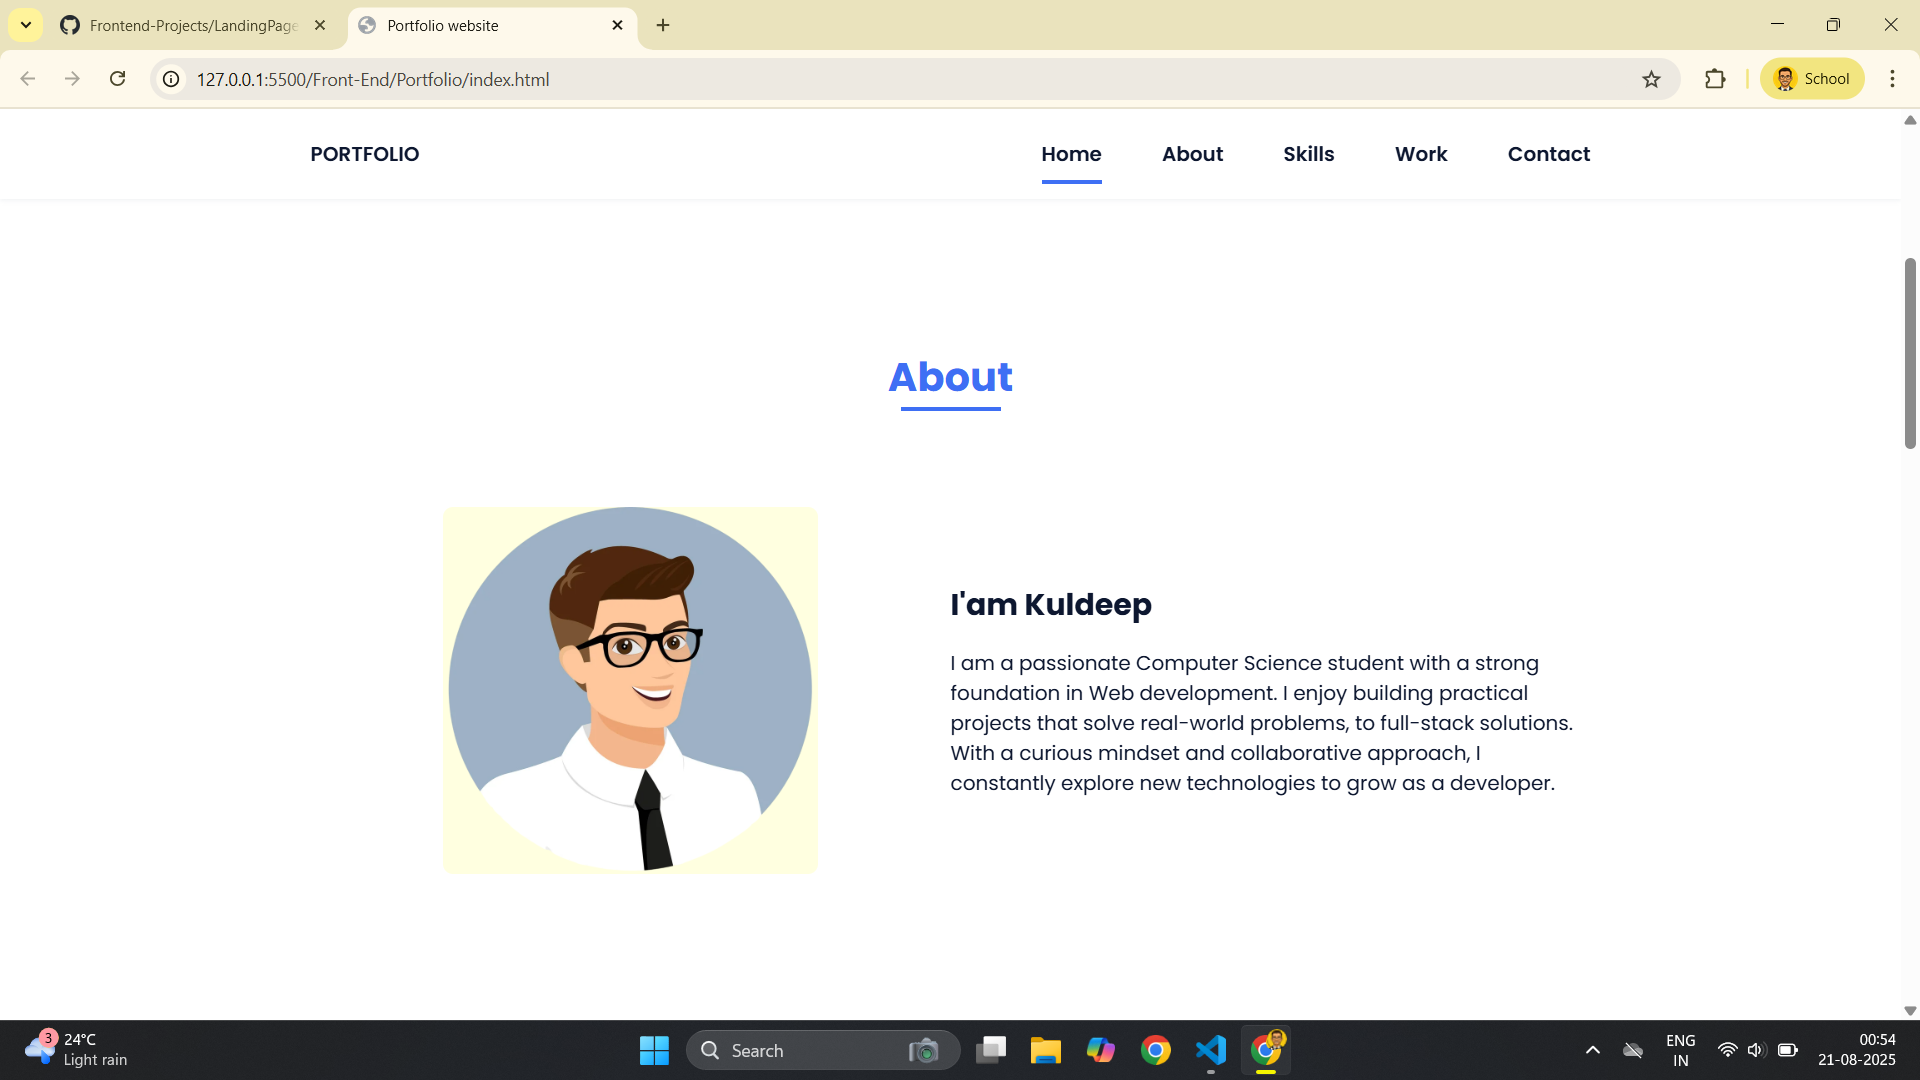 Frontend-Projects/LandingPage
Portfolio website
127.0.0.1:5500/Front-End/Portfolio/index.html
School
PORTFOLIO
Home
About
Skills
Work
Contact
About
I'am Kuldeep
I am a passionate Computer Science student with a strong
foundation in Web development. I enjoy building practical
projects that solve real-world problems, to full-stack solutions.
With a curious mindset and collaborative approach, I
constantly explore new technologies to grow as a developer.
3
24°C
Light rain
Search
ENG
IN
00:54
21-08-2025